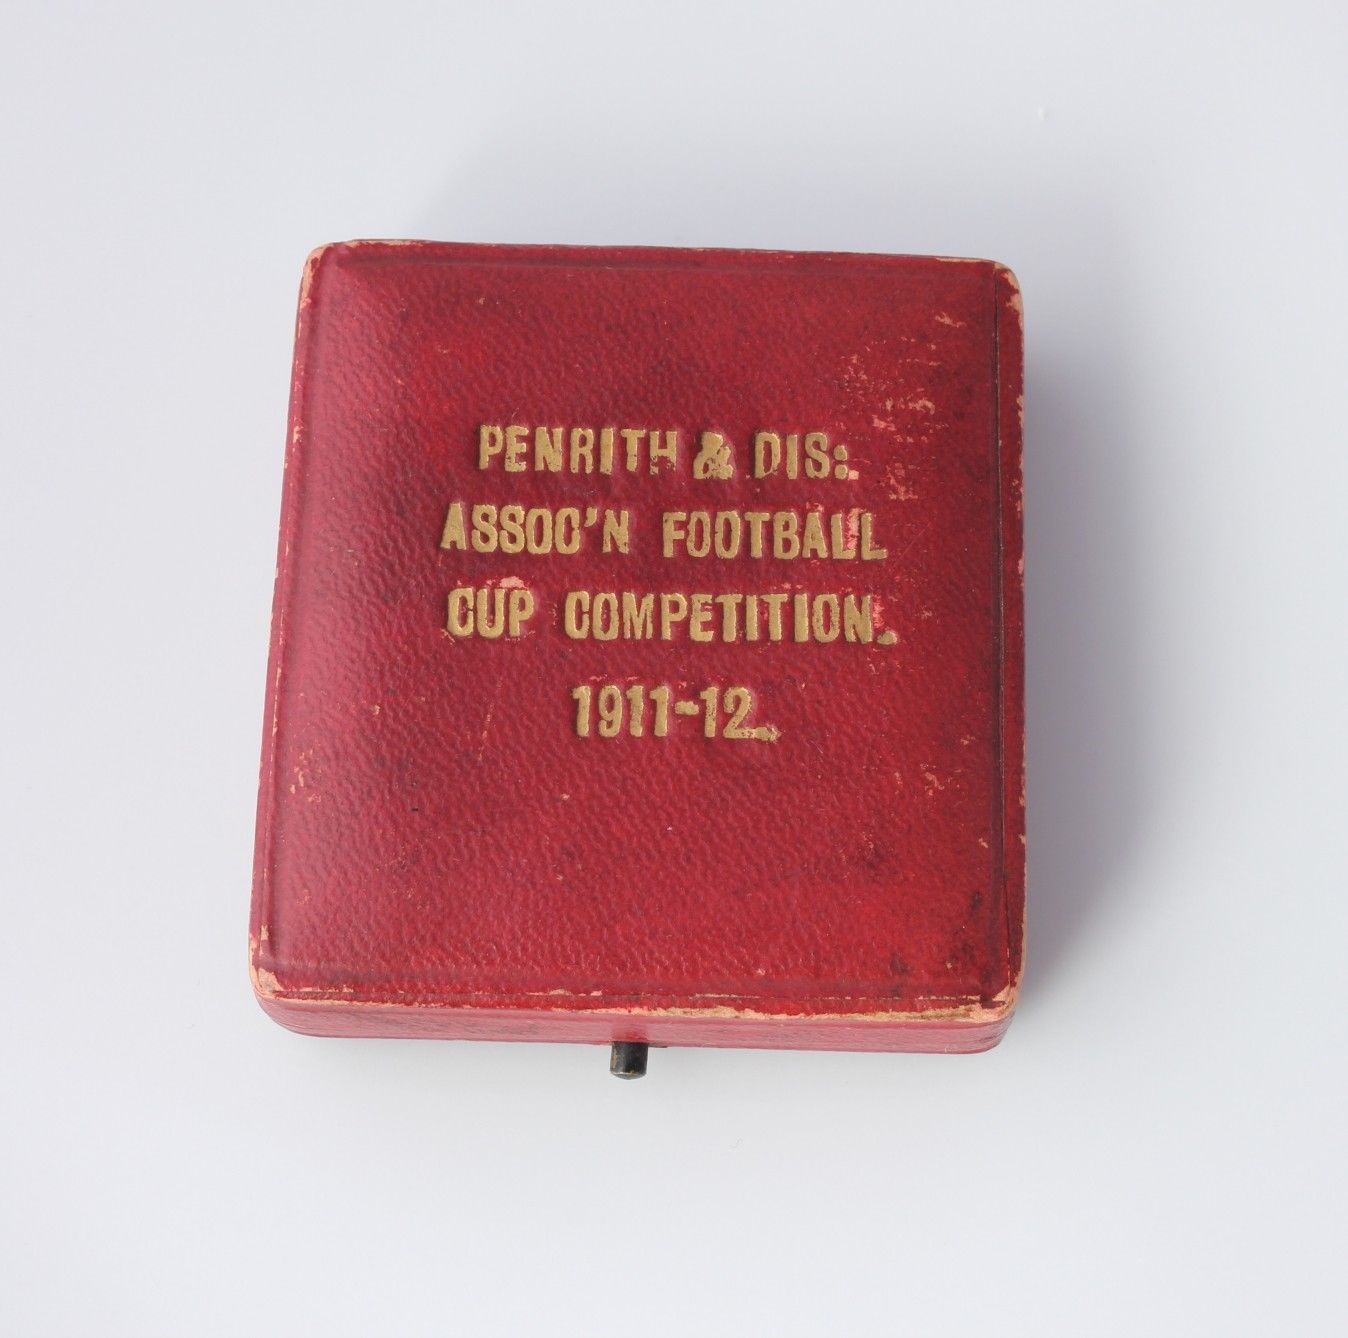 PENRITH & DIS:
ASSOC'N FOOTBALL
CUP COMPETITION.
1911-12.